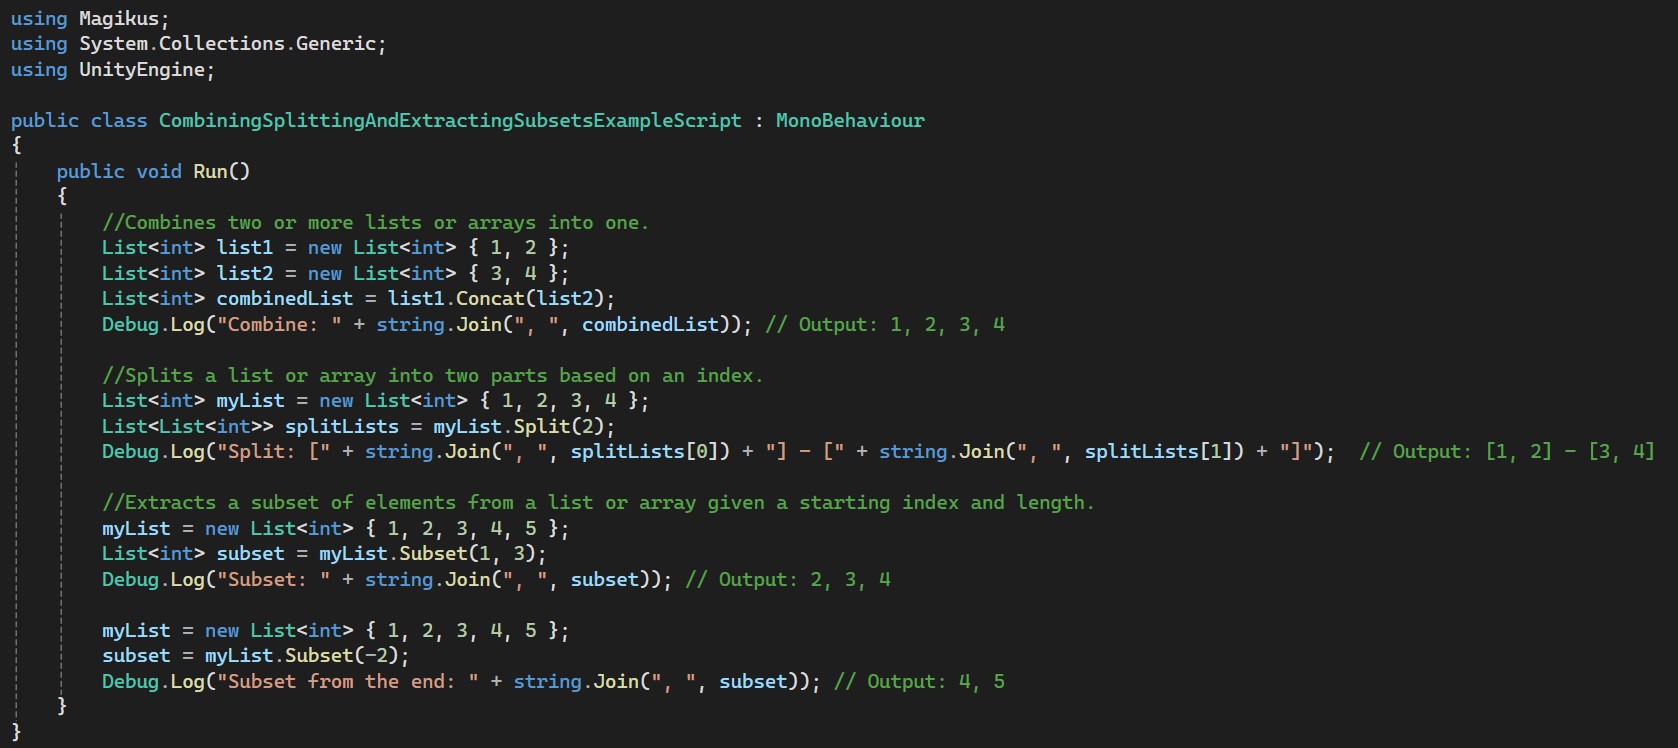 using Magikus;
using System.Collections.Generic;
using UnityEngine;

public class CombiningSplittingAndExtractingSubsetsExampleScript : MonoBehaviour
{
    public void Run()
    {
        //Combines two or more lists or arrays into one.
        List<int> list1 = new List<int> { 1, 2 };
        List<int> list2 = new List<int> { 3, 4 };
        List<int> combinedList = list1.Concat(list2);
        Debug.Log("Combine: " + string.Join(", ", combinedList)); // Output: 1, 2, 3, 4

        //Splits a list or array into two parts based on an index.
        List<int> myList = new List<int> { 1, 2, 3, 4 };
        List<List<int>> splitLists = myList.Split(2);
        Debug.Log("Split: [" + string.Join(", ", splitLists[0]) + "] - [" + string.Join(", ", splitLists[1]) + "]");  // Output: [1, 2] - [3, 4]

        //Extracts a subset of elements from a list or array given a starting index and length.
        myList = new List<int> { 1, 2, 3, 4, 5 };
        List<int> subset = myList.Subset(1, 3);
        Debug.Log("Subset: " + string.Join(", ", subset)); // Output: 2, 3, 4

        myList = new List<int> { 1, 2, 3, 4, 5 };
        subset = myList.Subset(-2);
        Debug.Log("Subset from the end: " + string.Join(", ", subset)); // Output: 4, 5
    }
}